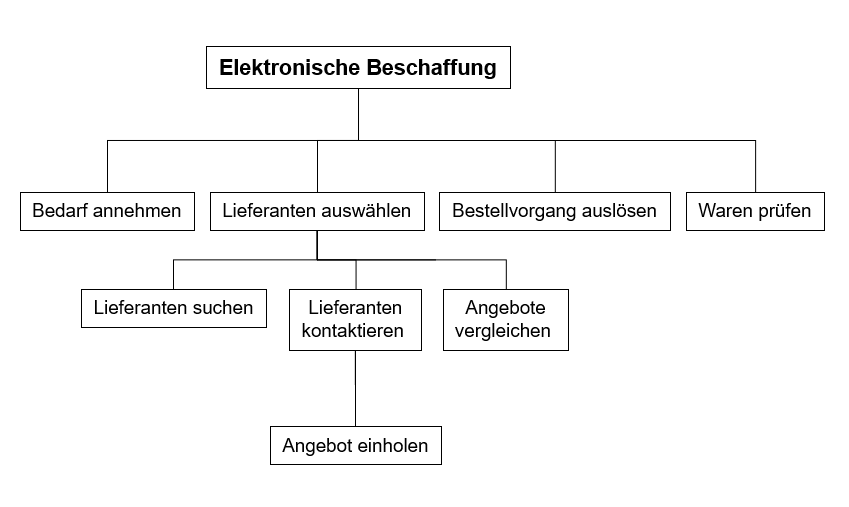 Elektronische Beschaffung
Bedarf annehmen
Lieferanten auswählen
Bestellvorgang auslösen
Waren prüfen
Lieferanten suchen
Lieferanten
kontaktieren
Angebote
vergleichen
Angebot einholen